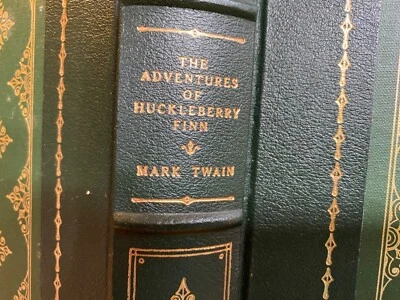 THE
ADVENTURES
OF
HUCKLEBERRY
FINN
MARK TWAIN